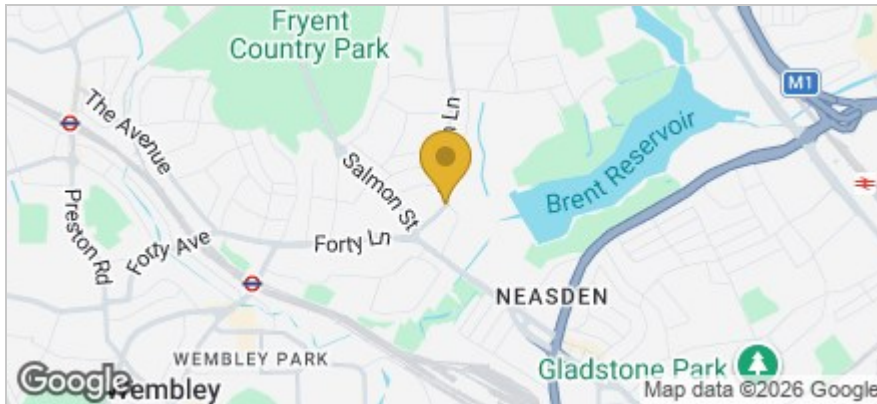 Fryent
Country Park
M1
The Avenue
Ln
Brent Reservoir
Salmon St
Preston Rd
Forty Ave
Forty Ln
NEASDEN
WEMBLEY PARK
Gladstone Park
Google
Wembley
Map data ©2026 Google